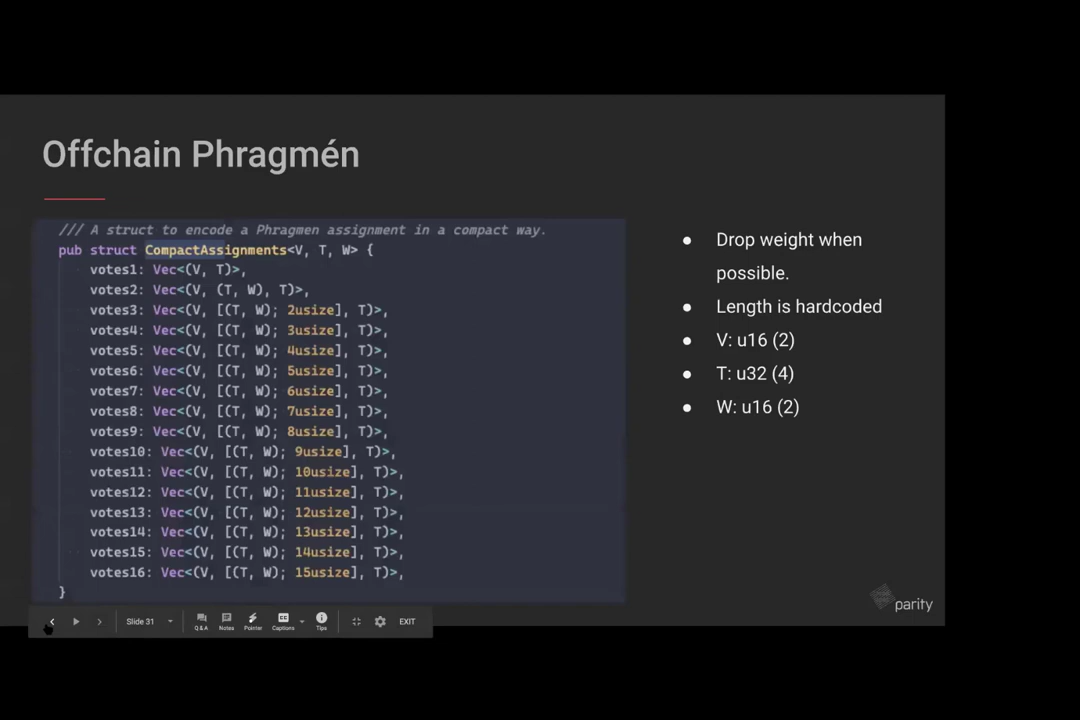 Offchain Phragmén
/// A struct to encode a Phragmen assignment in a compact way.
pub struct CompactAssignments<V, T, W> {
votes1: Vec<(V, T)>,
votes2: Vec<(V, (T, W), T)>,
votes3: Vec<(V, [(T, W); 2usize], T)>,
votes4: Vec<(V, [(T, W); 3usize], T)>,
votes5: Vec<(V, [(T, W); 4usize], T)>,
votes6: Vec<(V, [(T, W); 5usize], T)>,
votes7: Vec<(V, [(T, W); 6usize], T)>,
votes8: Vec<(V, [(T, W); 7usize], T)>,
votes9: Vec<(V, [(T, W); 8usize], T)>,
votes10: Vec<(V, [(T, W); 9usize], T)>,
votes11: Vec<(V, [(T, W); 10usize], T)>,
votes12: Vec<(V, [(T, W); 11usize], T)>,
votes13: Vec<(V, [(T, W); 12usize], T)>,
votes14: Vec<(V, [(T, W); 13usize], T)>,
votes15: Vec<(V, [(T, W); 14usize], T)>,
votes16: Vec<(V, [(T, W); 15usize], T)>,
}
● Drop weight when
possible.
● Length is hardcoded
● V: u16 (2)
● T: u32 (4)
● W: u16 (2)
parity
Slide 31 Q&A Notes Pointer Captions Tips EXIT